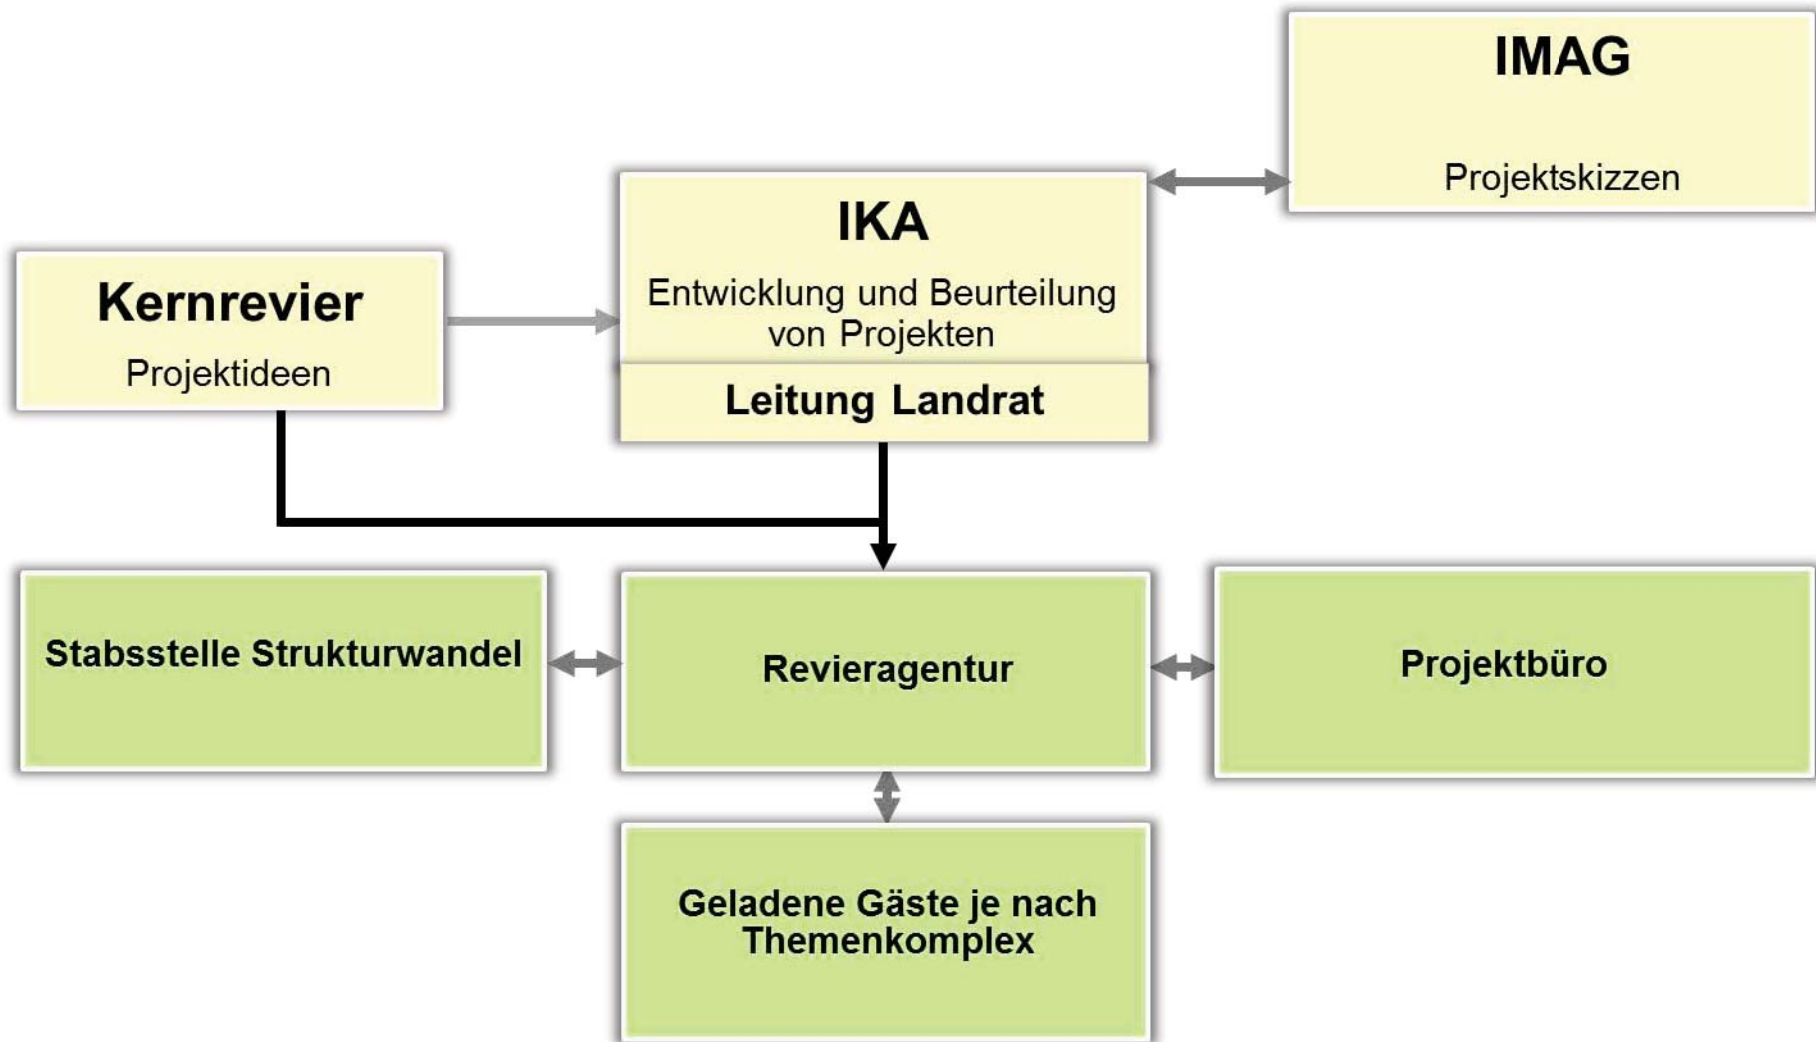 IMAG
Projektskizzen
IKA
Entwicklung und Beurteilung
von Projekten
Leitung Landrat
Kernrevier
Projektideen
Stabsstelle Strukturwandel
Revieragentur
Projektbüro
Geladene Gäste je nach
Themenkomplex